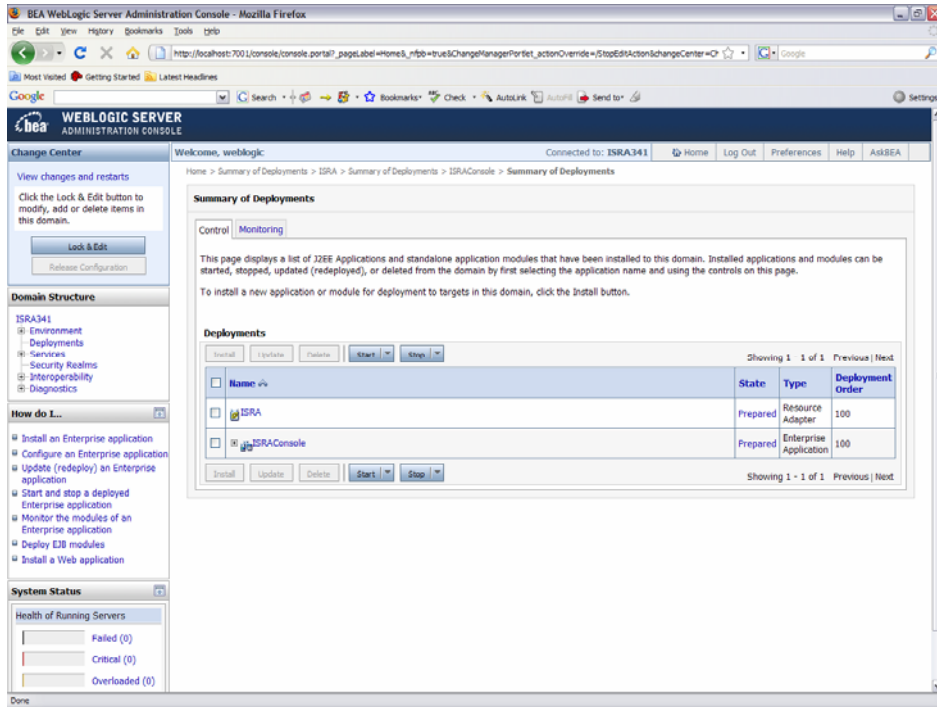 BEA WebLogic Server Administration Console - Mozilla Firefox
File Edit View History Bookmarks Tools Help
http://localhost:7001/console/console.portal?_pageLabel=Home&_nfpb=true&ChangeManagerPortlet_actionOverride=/StopEditAction&changeCenter=Ch
Google
Most Visited Getting Started Latest Headlines
Google Search Bookmarks Check AutoLink AutoFill Send to Settings
bea WEBLOGIC SERVER
ADMINISTRATION CONSOLE
Change Center
View changes and restarts
Click the Lock & Edit button to
modify, add or delete items in
this domain.
Lock & Edit
Release Configuration
Domain Structure
ISRA341
Environment
Deployments
Services
Security Realms
Interoperability
Diagnostics
How do I...
Install an Enterprise application
Configure an Enterprise application
Update (redeploy) an Enterprise
application
Start and stop a deployed
Enterprise application
Monitor the modules of an
Enterprise application
Deploy EJB modules
Install a Web application
System Status
Health of Running Servers
Failed (0)
Critical (0)
Overloaded (0)
Welcome, weblogic Connected to: ISRA341 Home Log Out Preferences Help AskBEA
Home > Summary of Deployments > ISRA > Summary of Deployments > ISRAConsole > Summary of Deployments
Summary of Deployments
Control Monitoring
This page displays a list of J2EE Applications and standalone application modules that have been installed to this domain. Installed applications and modules can be
started, stopped, updated (redeployed), or deleted from the domain by first selecting the application name and using the controls on this page.
To install a new application or module for deployment to targets in this domain, click the Install button.
Deployments
Install Update Delete Start Stop Showing 1 - 1 of 1 Previous | Next
Name State Type Deployment Order
ISRA Prepared Resource Adapter 100
ISRAConsole Prepared Enterprise Application 100
Install Update Delete Start Stop Showing 1 - 1 of 1 Previous | Next
Done